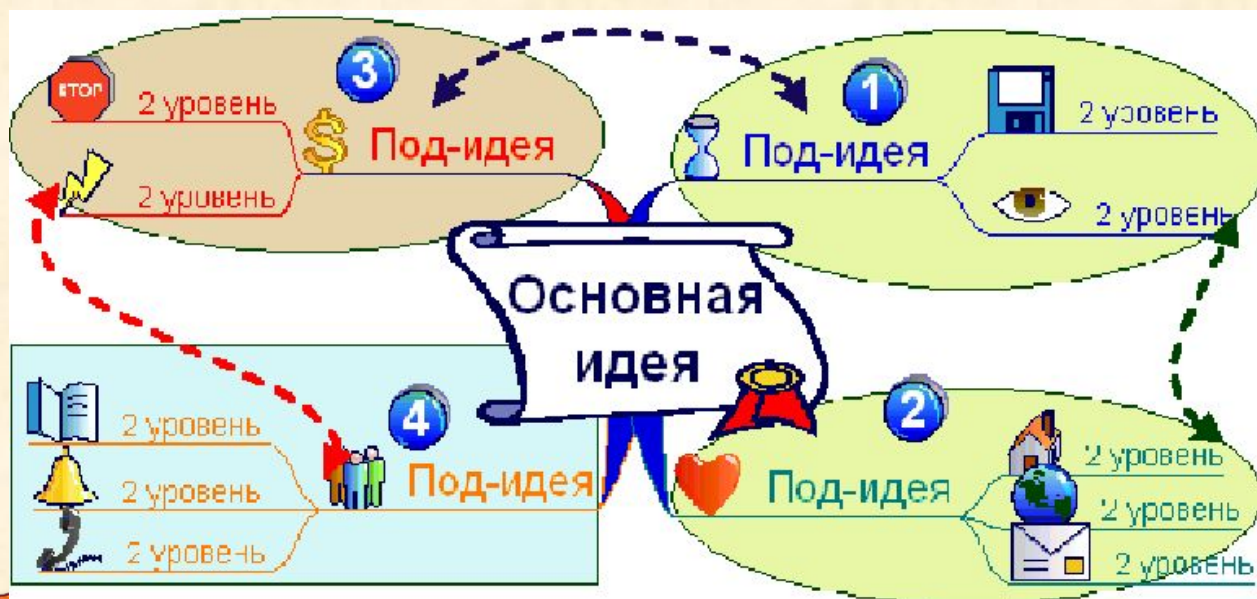 Основная
идея
1
Под-идея
2 уровень
2 уровень
2
Под-идея
2 уровень
2 уровень
2 уровень
3
Под-идея
STOP
2 уровень
2 уровень
4
Под-идея
2 уровень
2 уровень
2 уровень